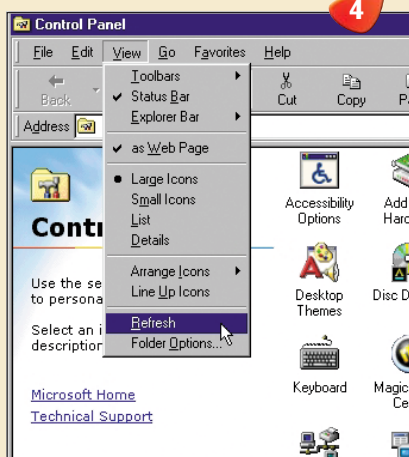 4
Control Panel
File Edit View Go Favorites Help
Back
Cut Copy
Address
Toolbars
Status Bar
Explorer Bar
as Web Page
Large Icons
Small Icons
List
Details
Arrange Icons
Line Up Icons
Refresh
Folder Options...
Contr
Use the se
to persona
Select an i
description
Microsoft Home
Technical Support
Accessibility
Options
Add
Hard
Desktop
Themes
Disc D
Keyboard
Magic
Ce